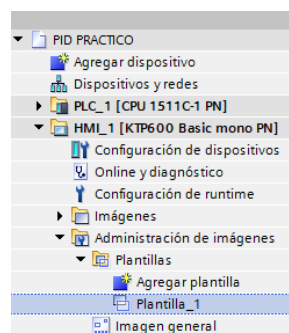 PID PRACTICO
Agregar dispositivo
Dispositivos y redes
PLC_1 [CPU 1511C-1 PN]
HMI_1 [KTP600 Basic mono PN]
Configuración de dispositivos
Online y diagnóstico
Configuración de runtime
Imágenes
Administración de imágenes
Plantillas
Agregar plantilla
Plantilla_1
Imagen general